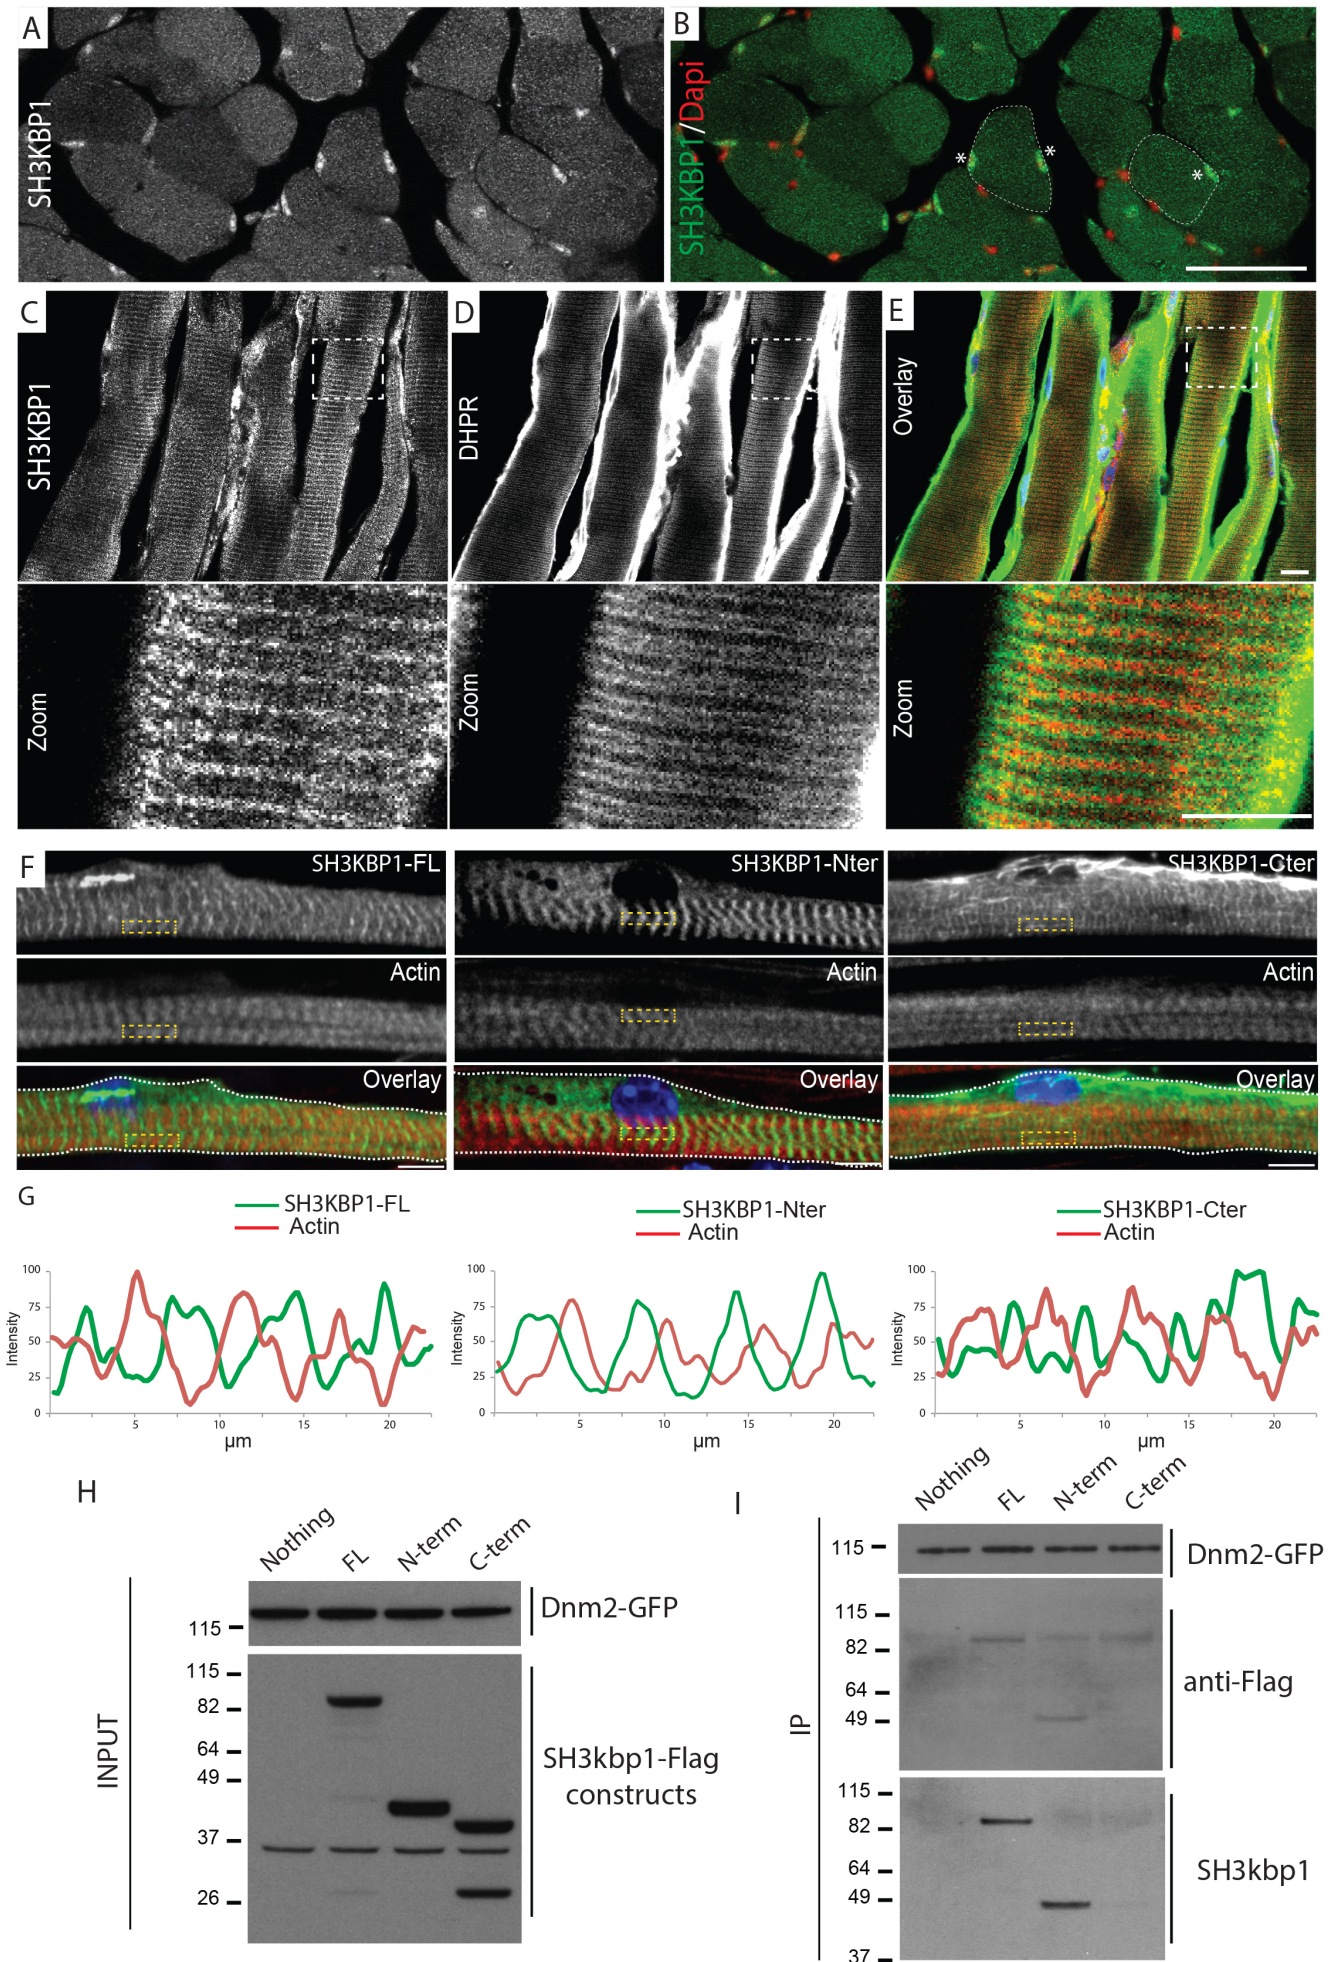 A
SH3KBP1
B
SH3KBP1/Dapi
*
*
*
C
SH3KBP1
D
DHPR
E
Overlay
Zoom
Zoom
Zoom
F
SH3KBP1-FL
SH3KBP1-Nter
SH3KBP1-Cter
Actin
Actin
Actin
Overlay
Overlay
Overlay
G
SH3KBP1-FL
Actin
SH3KBP1-Nter
Actin
SH3KBP1-Cter
Actin
Intensity
100
75
50
25
0
5
10
15
20
µm
Intensity
100
75
50
25
0
5
10
15
20
µm
Intensity
100
75
50
25
0
5
10
15
20
µm
H
Nothing
FL
N-term
C-term
INPUT
115
Dnm2-GFP
115
82
64
49
37
26
SH3kbp1-Flag
constructs
I
Nothing
FL
N-term
C-term
IP
115
Dnm2-GFP
115
82
64
49
anti-Flag
115
82
64
49
37
SH3kbp1